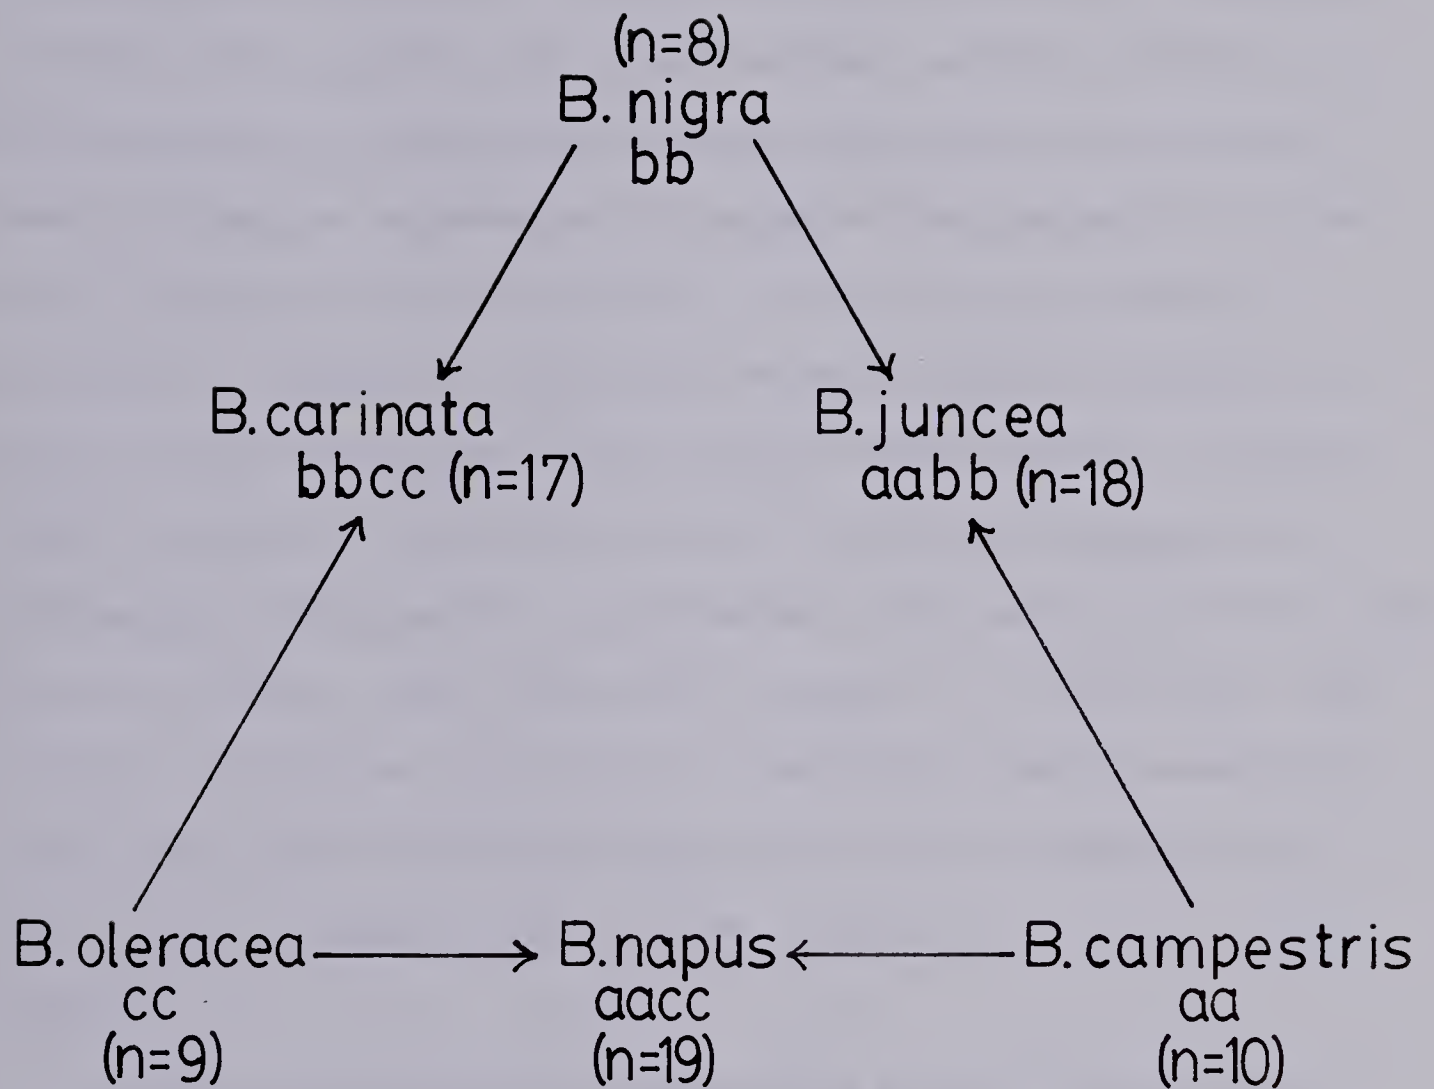 (n=8)
B. nigra
bb
B. carinata
bbcc (n=17)
B. juncea
aabb (n=18)
B. oleracea
cc
(n=9)
B. napus
aacc
(n=19)
B. campestris
aa
(n=10)